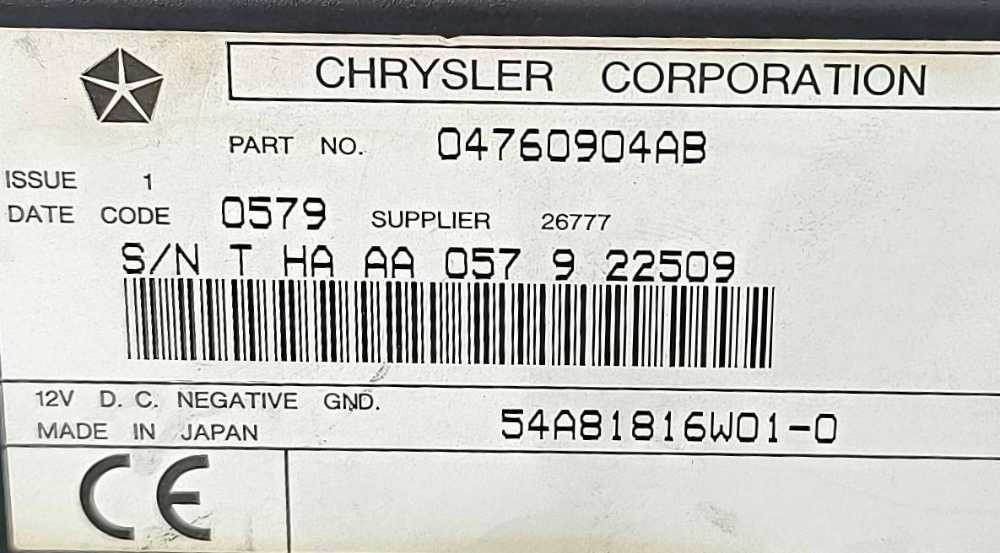 CHRYSLER CORPORATION
PART NO. 04760904AB
ISSUE 1
DATE CODE 0579 SUPPLIER 26777
S/N T HA AA 057 9 22509
12V D. C. NEGATIVE GND.
MADE IN JAPAN 54A81816W01-0
CE